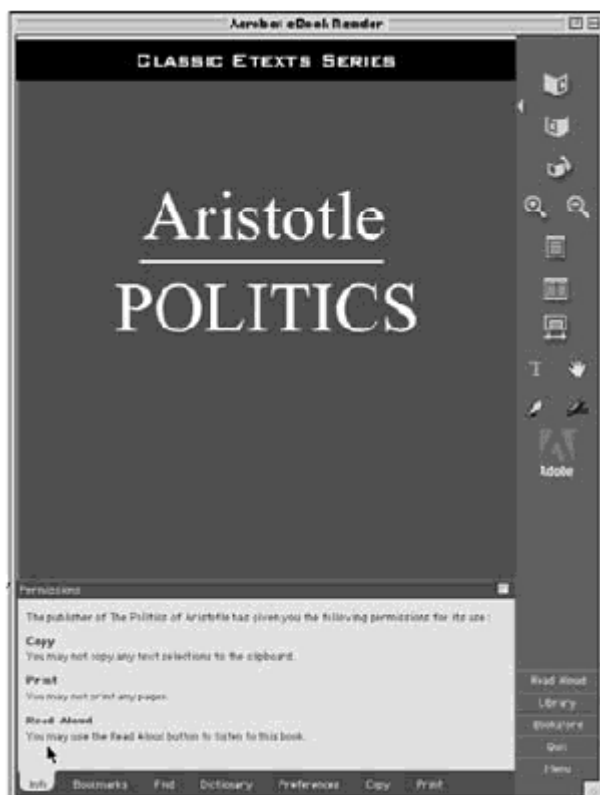 Acrobat eBook Reader
CLASSIC ETEXTS SERIES
Aristotle
POLITICS
Adobe
Permissions
The publisher of The Politics of Aristotle has given you the following permissions for its use:
Copy
You may not copy any text selections to the clipboard.
Print
You may not print any pages.
Read Aloud
You may use the Read Aloud button to listen to this book.
Read Aloud
Library
Bookstore
Quit
Menu
Info Bookmarks Find Dictionary Preferences Copy Print